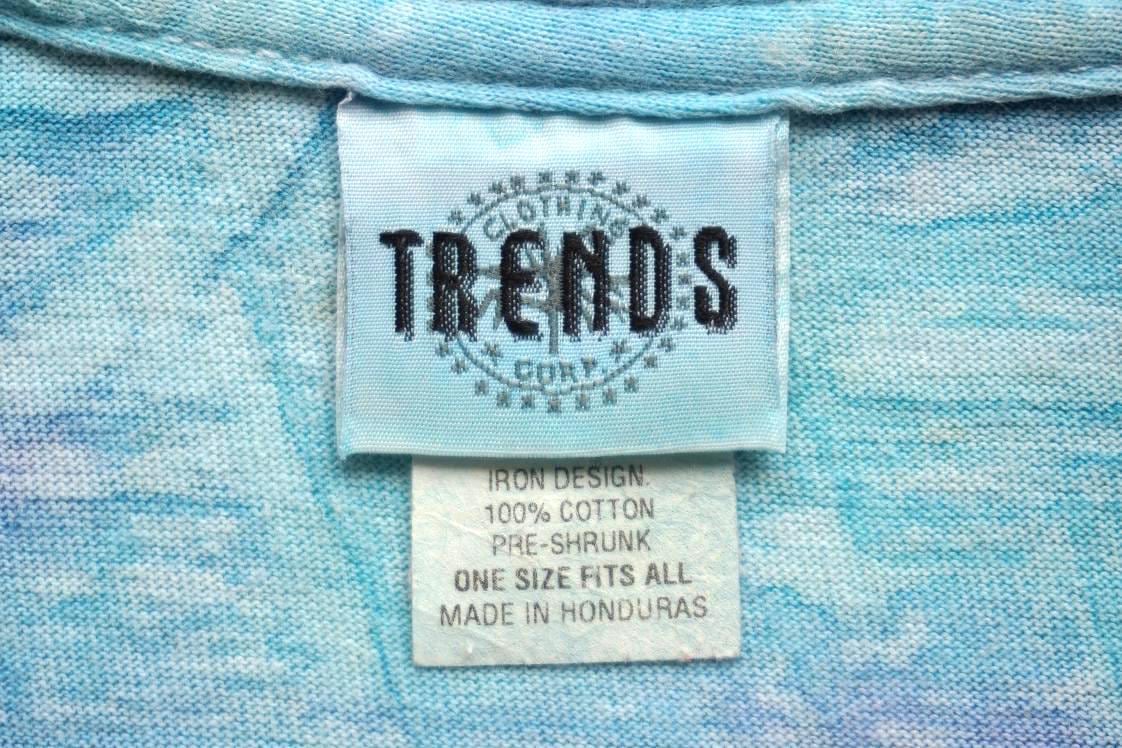 CLOTHING
TRENDS
CORP.
IRON DESIGN.
100% COTTON
PRE-SHRUNK
ONE SIZE FITS ALL
MADE IN HONDURAS